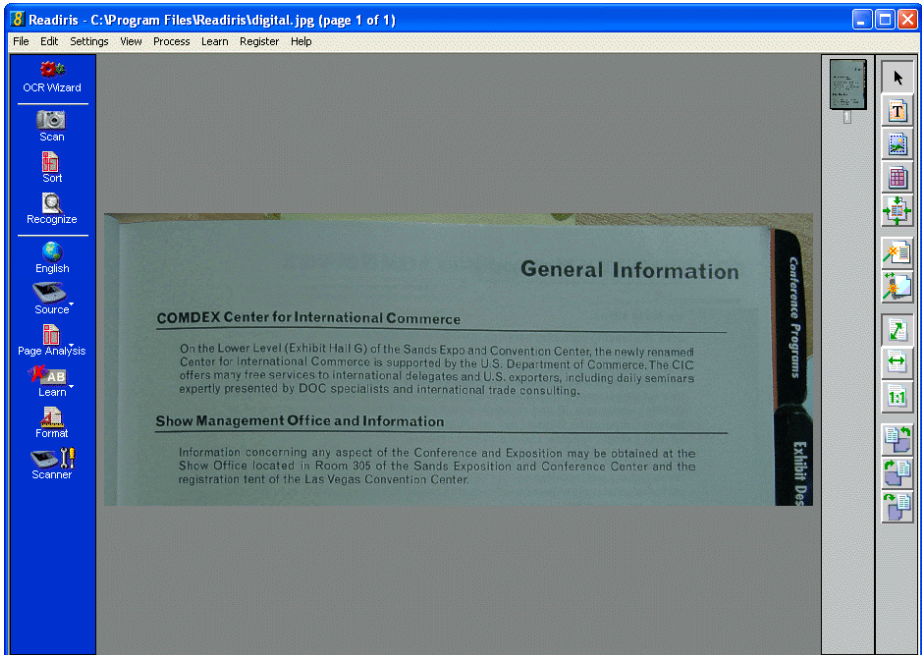 Readiris - C:\Program Files\Readiris\digital.jpg (page 1 of 1)
File Edit Settings View Process Learn Register Help
OCR Wizard
Scan
Sort
Recognize
English
Source
Page Analysis
AB
Learn
Format
Scanner
General Information
COMDEX Center for International Commerce
On the Lower Level (Exhibit Hall G) of the Sands Expo and Convention Center, the newly renamed
Center for International Commerce is supported by the U.S. Department of Commerce. The CIC
offers many free services to international delegates and U.S. exporters, including daily seminars
expertly presented by DOC specialists and international trade consulting.
Show Management Office and Information
Information concerning any aspect of the Conference and Exposition may be obtained at the
Show Office located in Room 305 of the Sands Exposition and Conference Center and the
registration tent of the Las Vegas Convention Center.
Conference Programs
Exhibit Des
1
T
1:1